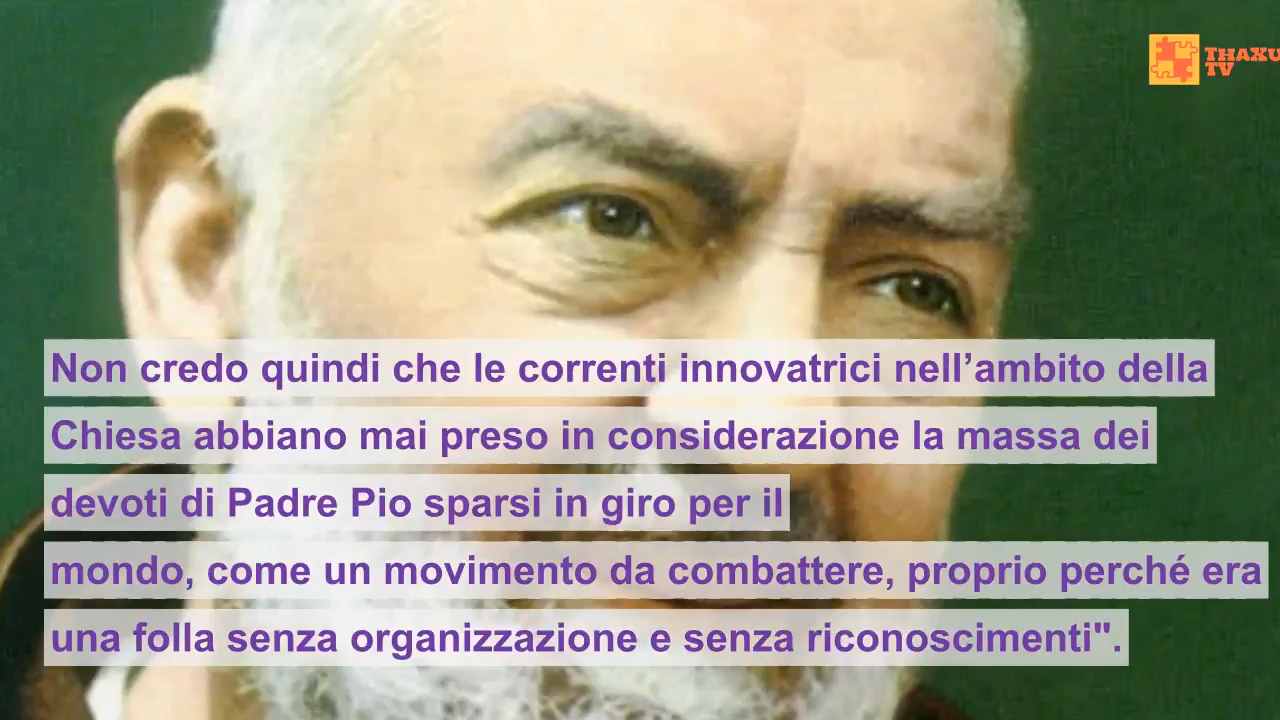 THAXU
TV
Non credo quindi che le correnti innovatrici nell’ambito della
Chiesa abbiano mai preso in considerazione la massa dei
devoti di Padre Pio sparsi in giro per il
mondo, come un movimento da combattere, proprio perché era
una folla senza organizzazione e senza riconoscimenti".